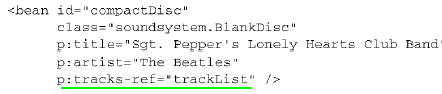 <bean id="compactDisc"
class="soundsystem.BlankDisc"
p:title="Sgt. Pepper's Lonely Hearts Club Band"
p:artist="The Beatles"
p:tracks-ref="trackList" />